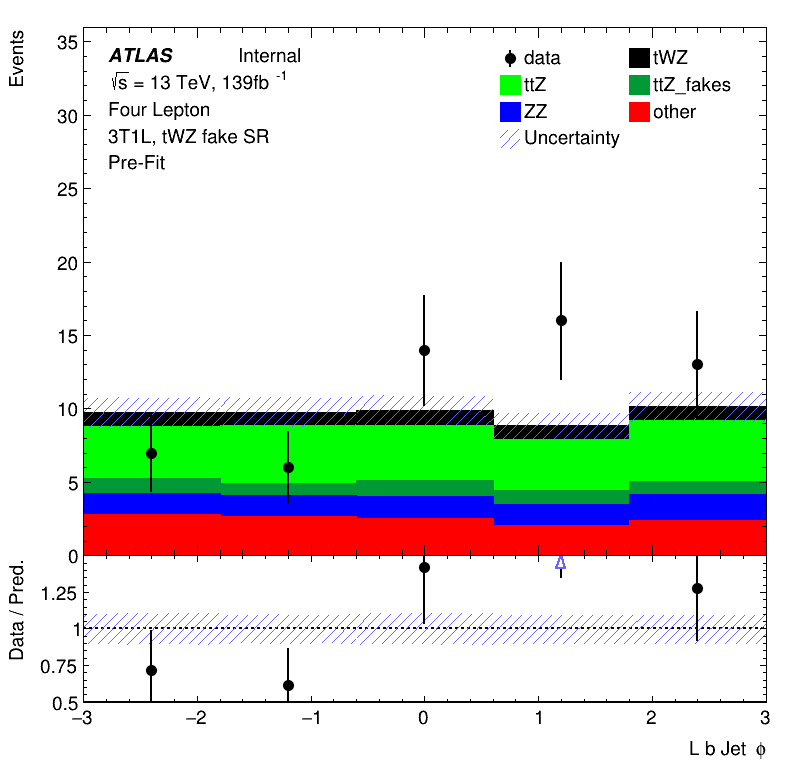 Events
35
30
25
20
15
10
5
0
ATLAS Internal
√s = 13 TeV, 139fb -1
Four Lepton
3T1L, tWZ fake SR
Pre-Fit
data
tWZ
ttZ
ttZ_fakes
ZZ
other
Uncertainty
Data / Pred.
1.25
1
0.75
0.5
−3 −2 −1 0 1 2 3
L b Jet ϕ